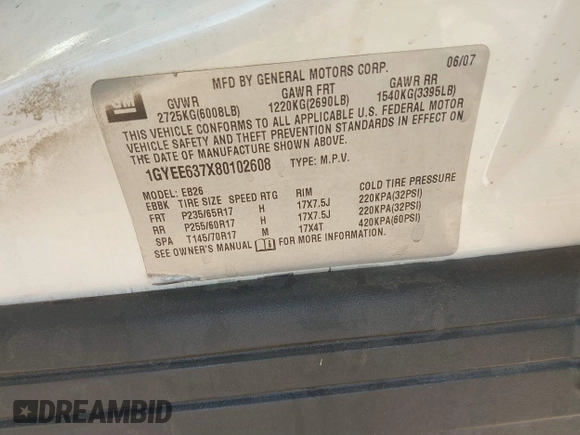 MFD BY GENERAL MOTORS CORP. 06/07
GM GVWR GAWR FRT GAWR RR
2725KG(6008LB) 1220KG(2690LB) 1540KG(3395LB)
THIS VEHICLE CONFORMS TO ALL APPLICABLE U.S. FEDERAL MOTOR
VEHICLE SAFETY AND THEFT PREVENTION STANDARDS IN EFFECT ON
THE DATE OF MANUFACTURE SHOWN ABOVE.
1GYEE637X80102608 TYPE: M.P.V.
MODEL: EB26
EBBK TIRE SIZE SPEED RTG RIM COLD TIRE PRESSURE
FRT P235/65R17 H 17X7.5J 220KPA(32PSI)
RR P255/60R17 H 17X7.5J 220KPA(32PSI)
SPA T145/70R17 M 17X4T 420KPA(60PSI)
SEE OWNER'S MANUAL FOR MORE INFORMATION.
DREAMBID